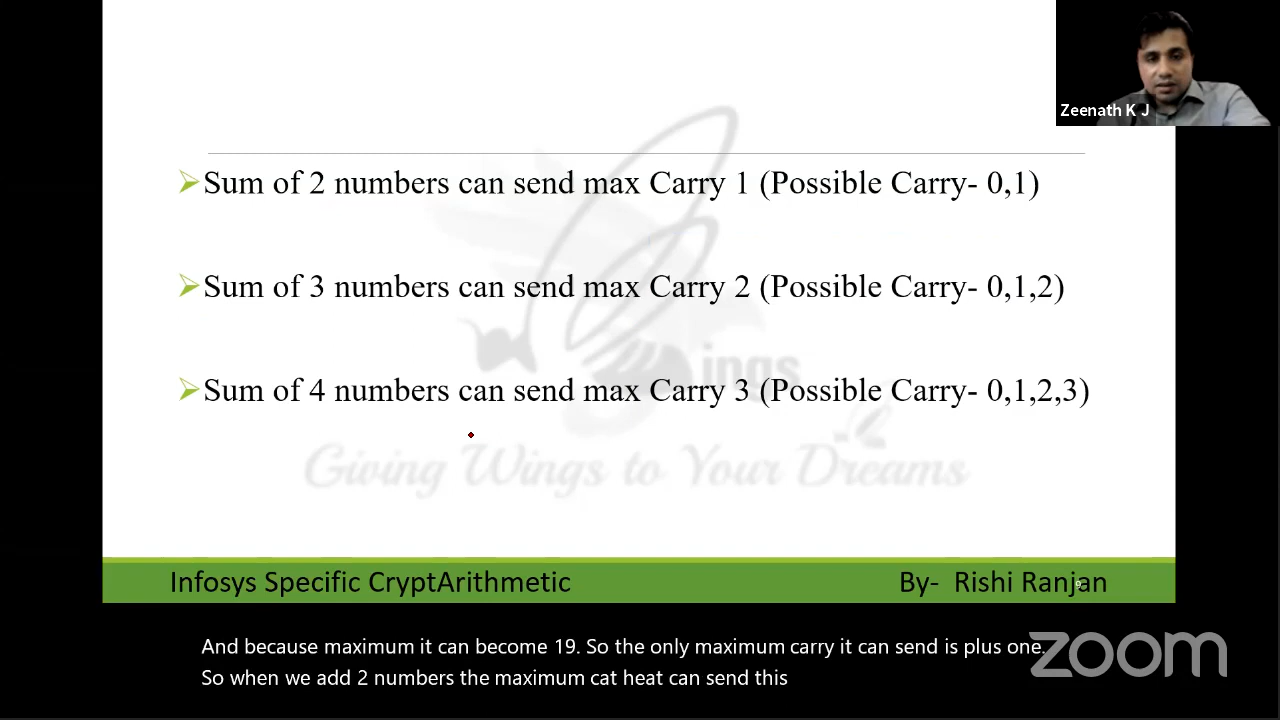 Zeenath K J
➢Sum of 2 numbers can send max Carry 1 (Possible Carry- 0,1)
➢Sum of 3 numbers can send max Carry 2 (Possible Carry- 0,1,2)
ings
➢Sum of 4 numbers can send max Carry 3 (Possible Carry- 0,1,2,3)
Giving Wings to Your Dreams
Infosys Specific CryptArithmetic
By- Rishi Ranjan
9
And because maximum it can become 19. So the only maximum carry it can send is plus one.
So when we add 2 numbers the maximum cat heat can send this
zoom